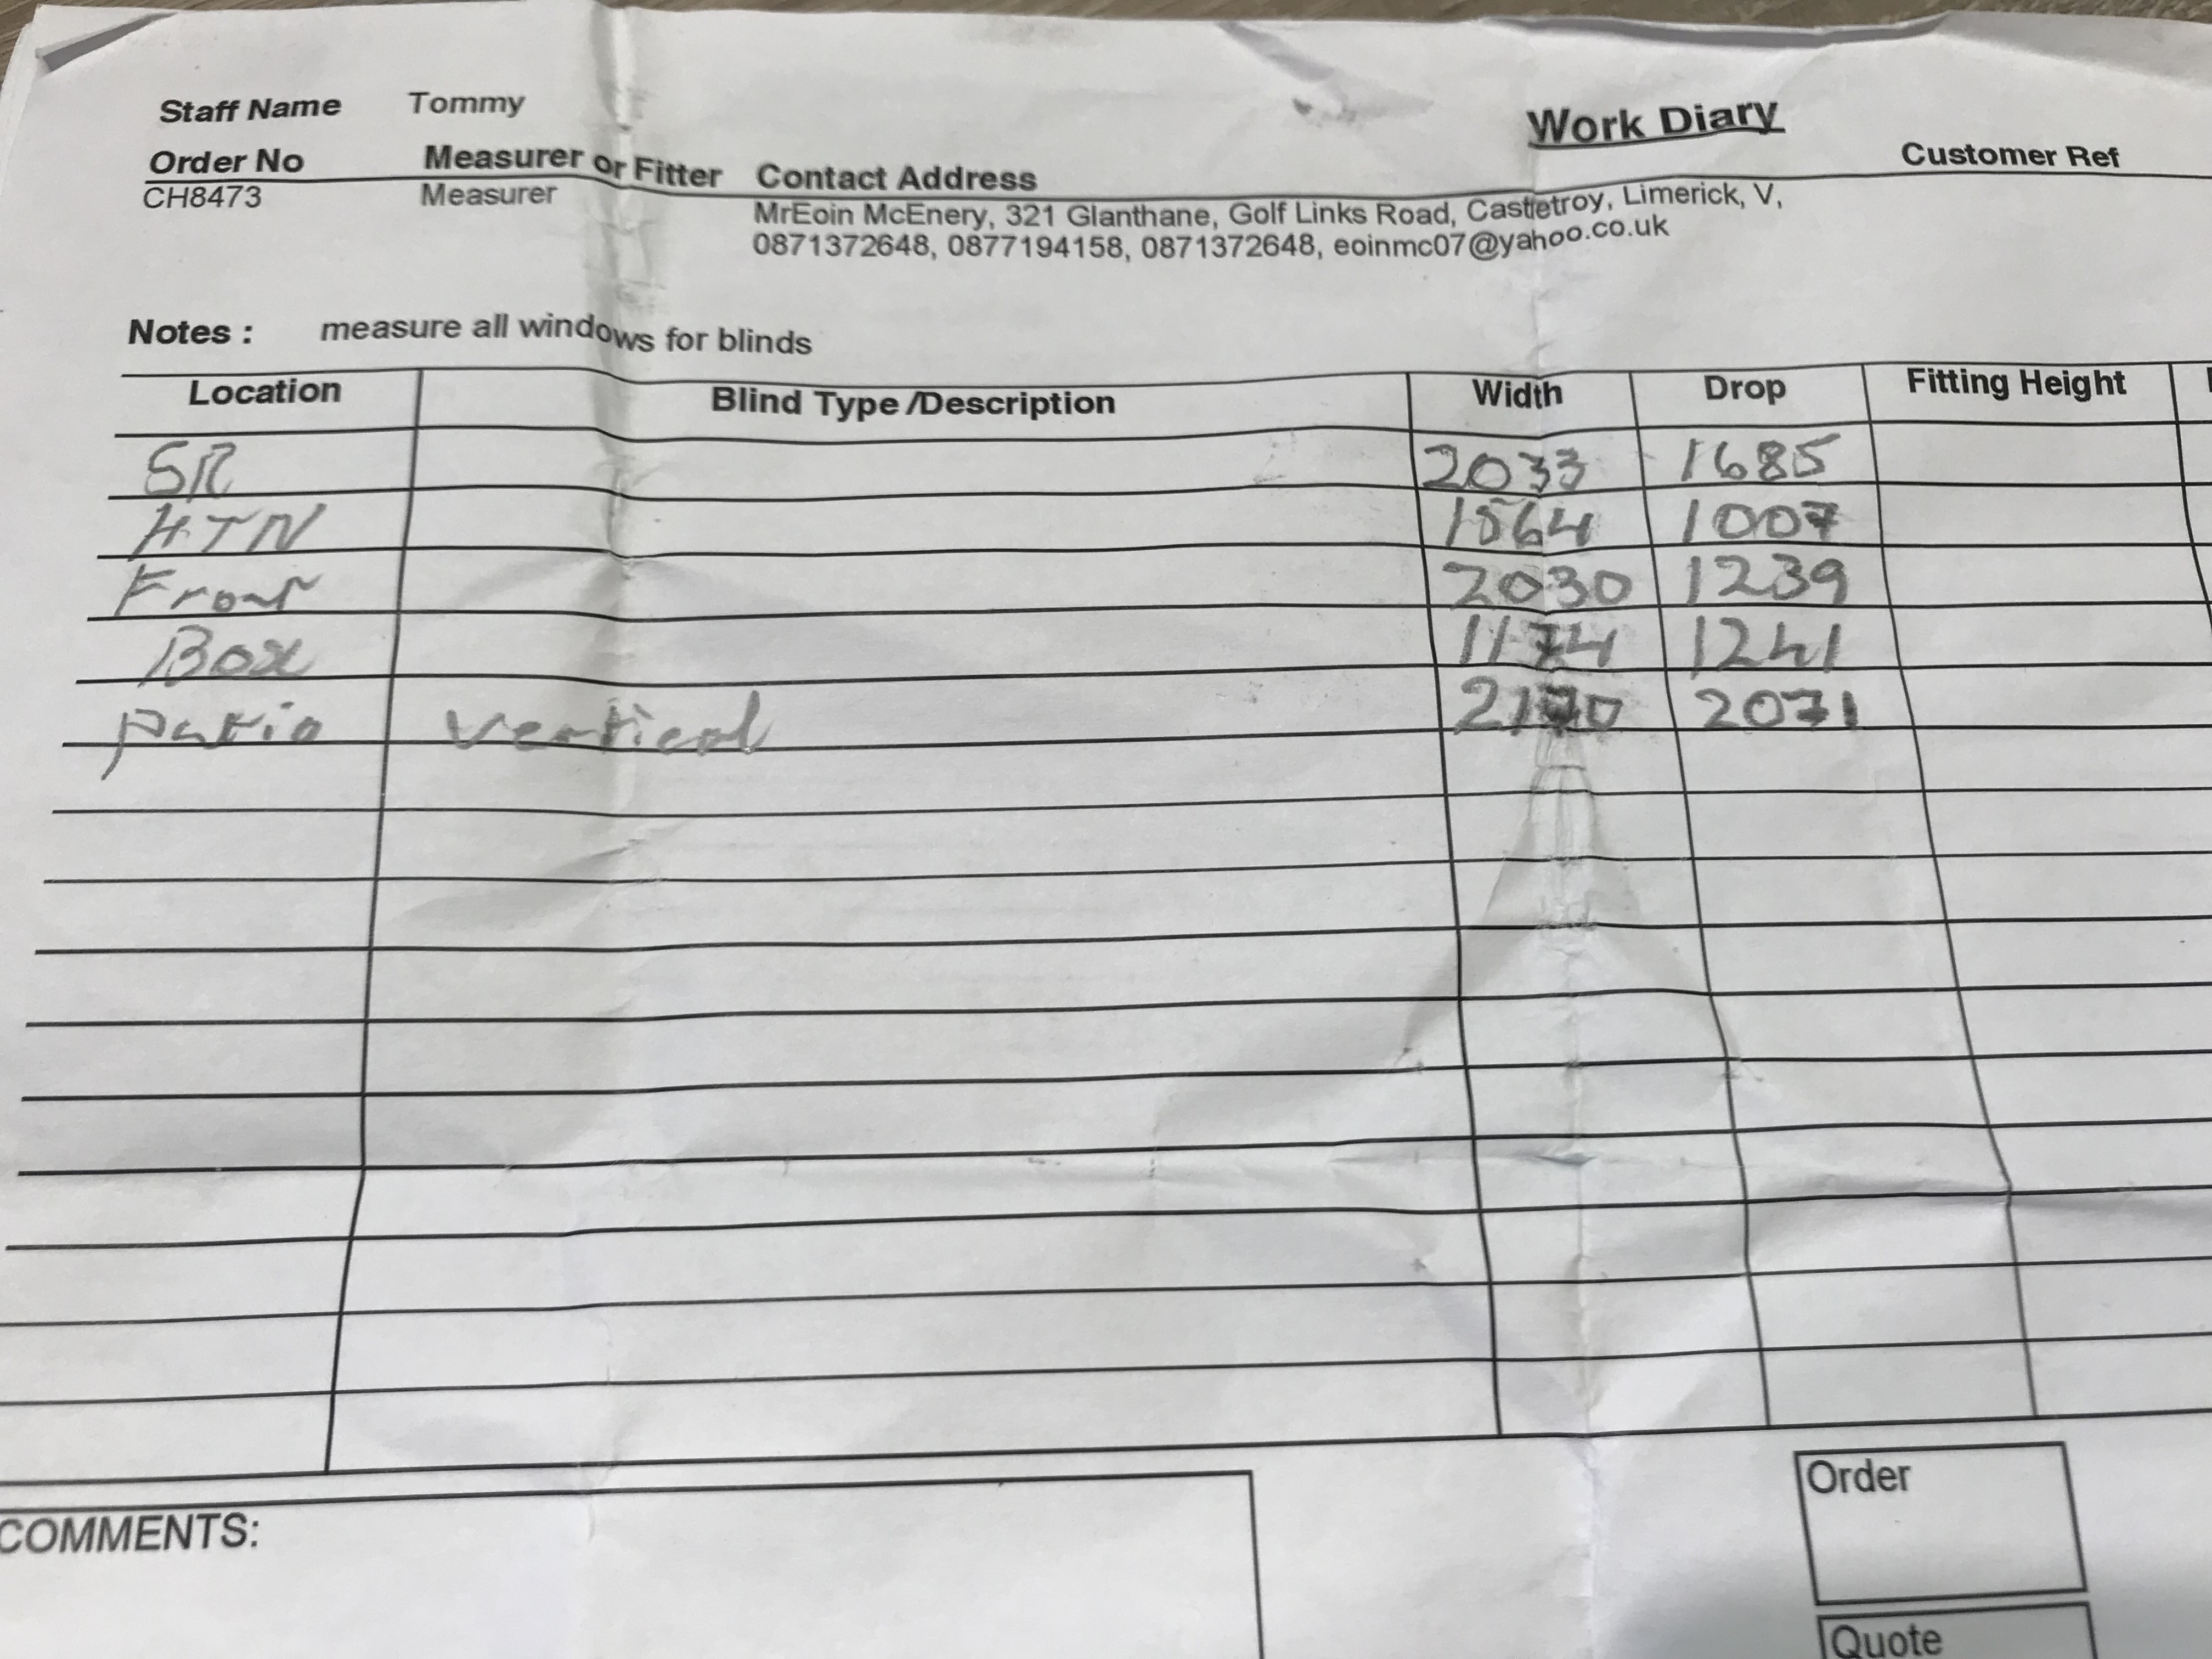 Staff Name Tommy
Work Diary
Order No Measurer or Fitter Contact Address Customer Ref
CH8473 Measurer MrEoin McEnery, 321 Glanthane, Golf Links Road, Castletroy, Limerick, V,
0871372648, 0877194158, 0871372648, eoinmc07@yahoo.co.uk
Notes : measure all windows for blinds
Location Blind Type /Description Width Drop Fitting Height
SR 2033 1685
KTN 1564 1007
Front 2030 1239
Box 1174 1241
patio vertical 2170 2071
COMMENTS:
Order
Quote